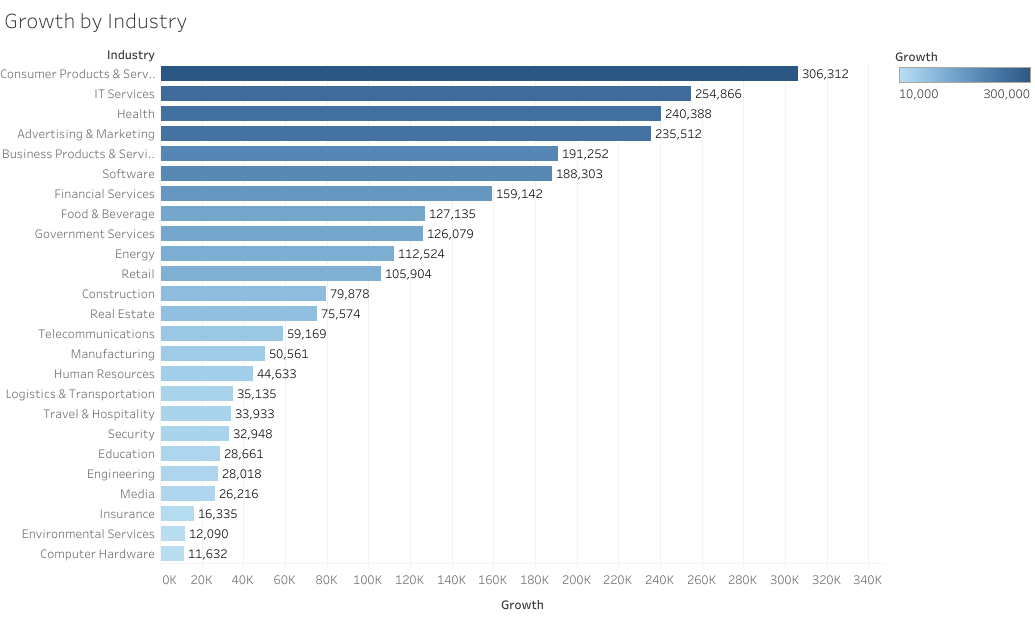 Growth by Industry
Industry
Consumer Products & Serv.. 306,312
IT Services 254,866
Health 240,388
Advertising & Marketing 235,512
Business Products & Servi.. 191,252
Software 188,303
Financial Services 159,142
Food & Beverage 127,135
Government Services 126,079
Energy 112,524
Retail 105,904
Construction 79,878
Real Estate 75,574
Telecommunications 59,169
Manufacturing 50,561
Human Resources 44,633
Logistics & Transportation 35,135
Travel & Hospitality 33,933
Security 32,948
Education 28,661
Engineering 28,018
Media 26,216
Insurance 16,335
Environmental Services 12,090
Computer Hardware 11,632
0K 20K 40K 60K 80K 100K 120K 140K 160K 180K 200K 220K 240K 260K 280K 300K 320K 340K
Growth
Growth
10,000 300,000